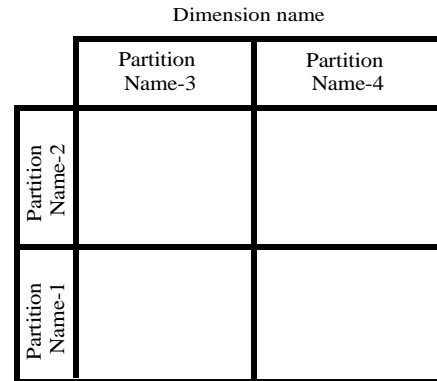 Dimension name
Partition
Name-3
Partition
Name-4
Partition
Name-2
Partition
Name-1